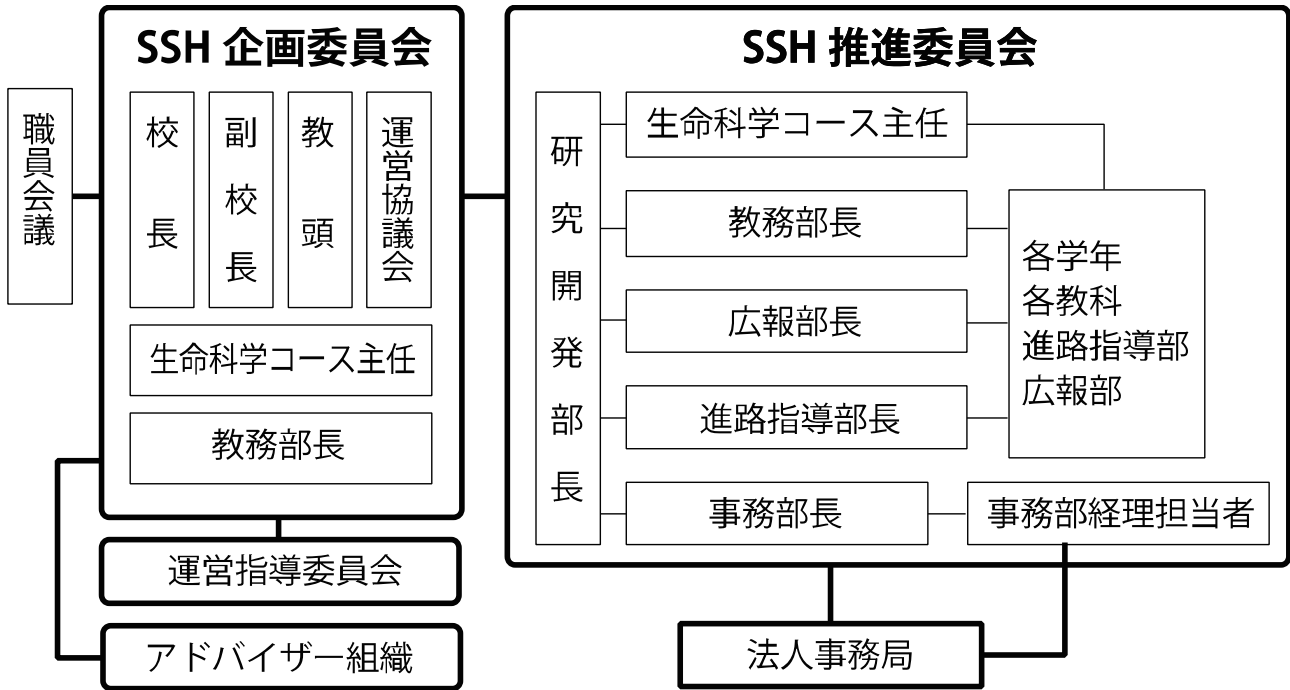 職員会議
SSH 企画委員会
校長
副校長
教頭
運営協議会
生命科学コース主任
教務部長
運営指導委員会
アドバイザー組織
SSH 推進委員会
研究開発部長
生命科学コース主任
教務部長
広報部長
進路指導部長
事務部長
各学年
各教科
進路指導部
広報部
事務部経理担当者
法人事務局